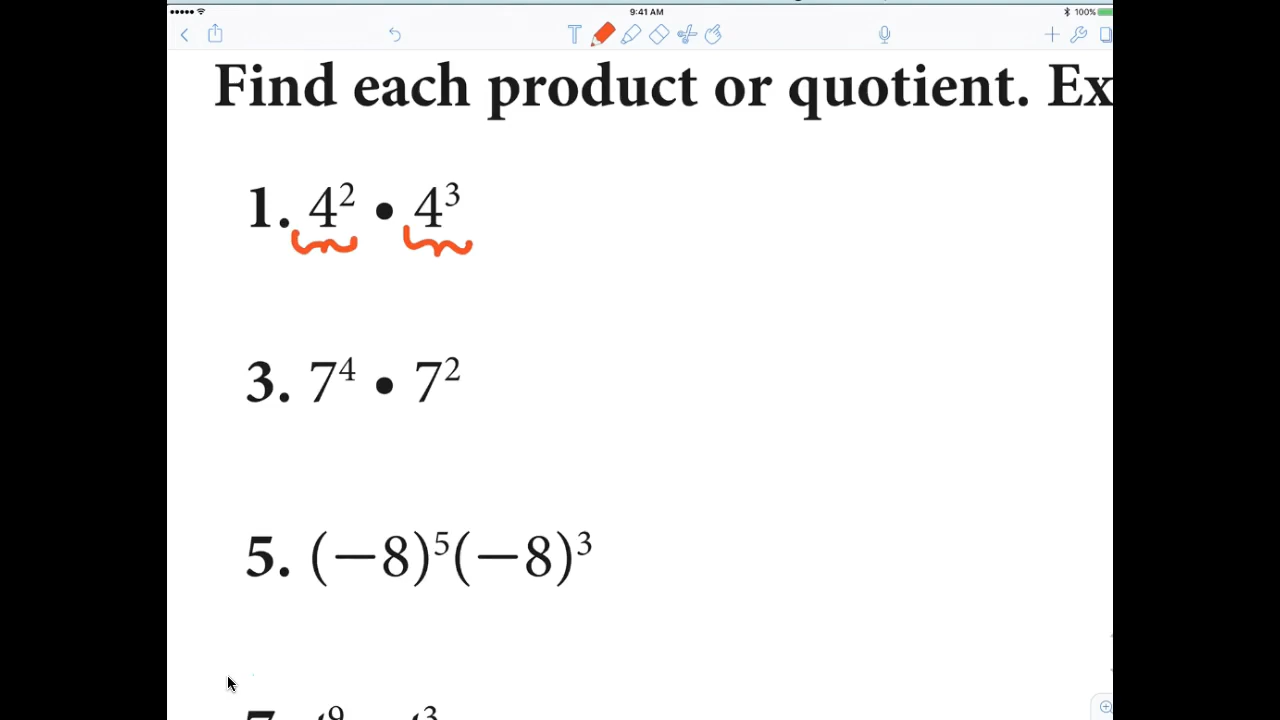 9:41 AM
100%
Find each product or quotient. Ex
1. 4² • 4³
3. 7⁴ • 7²
5. (−8)⁵(−8)³